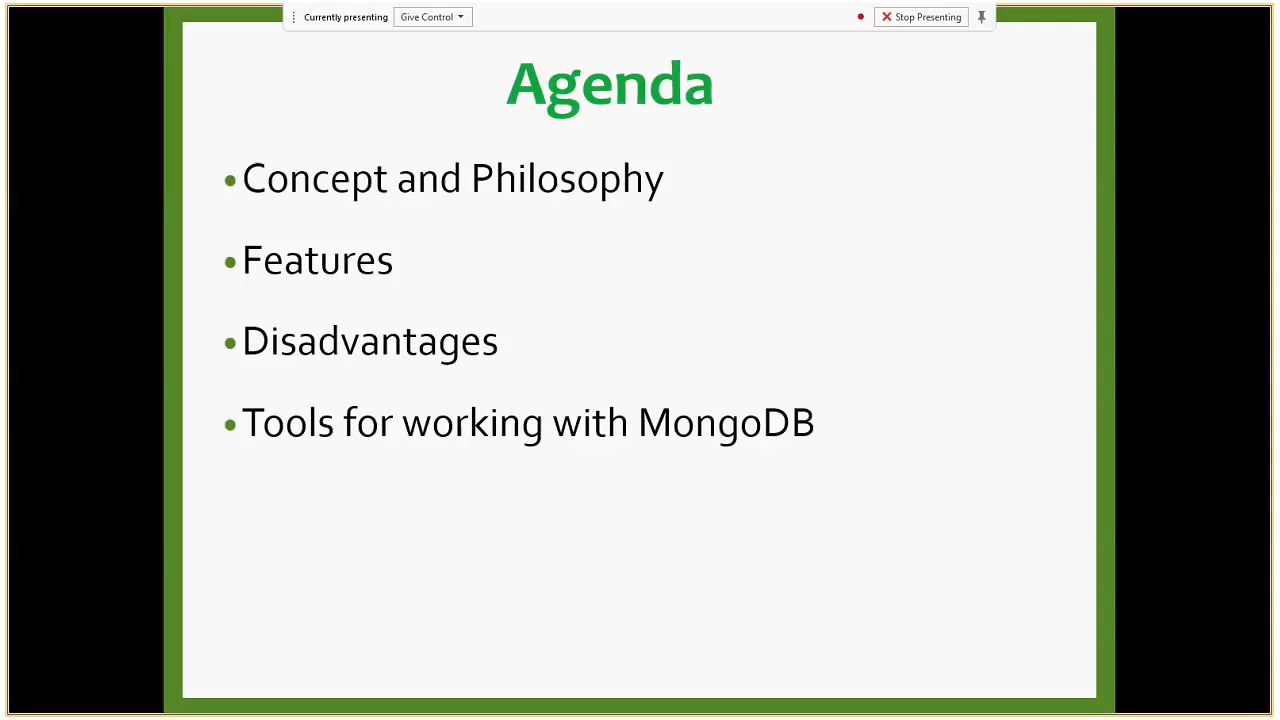 Currently presenting Give Control Stop Presenting
Agenda
•Concept and Philosophy
•Features
•Disadvantages
•Tools for working with MongoDB